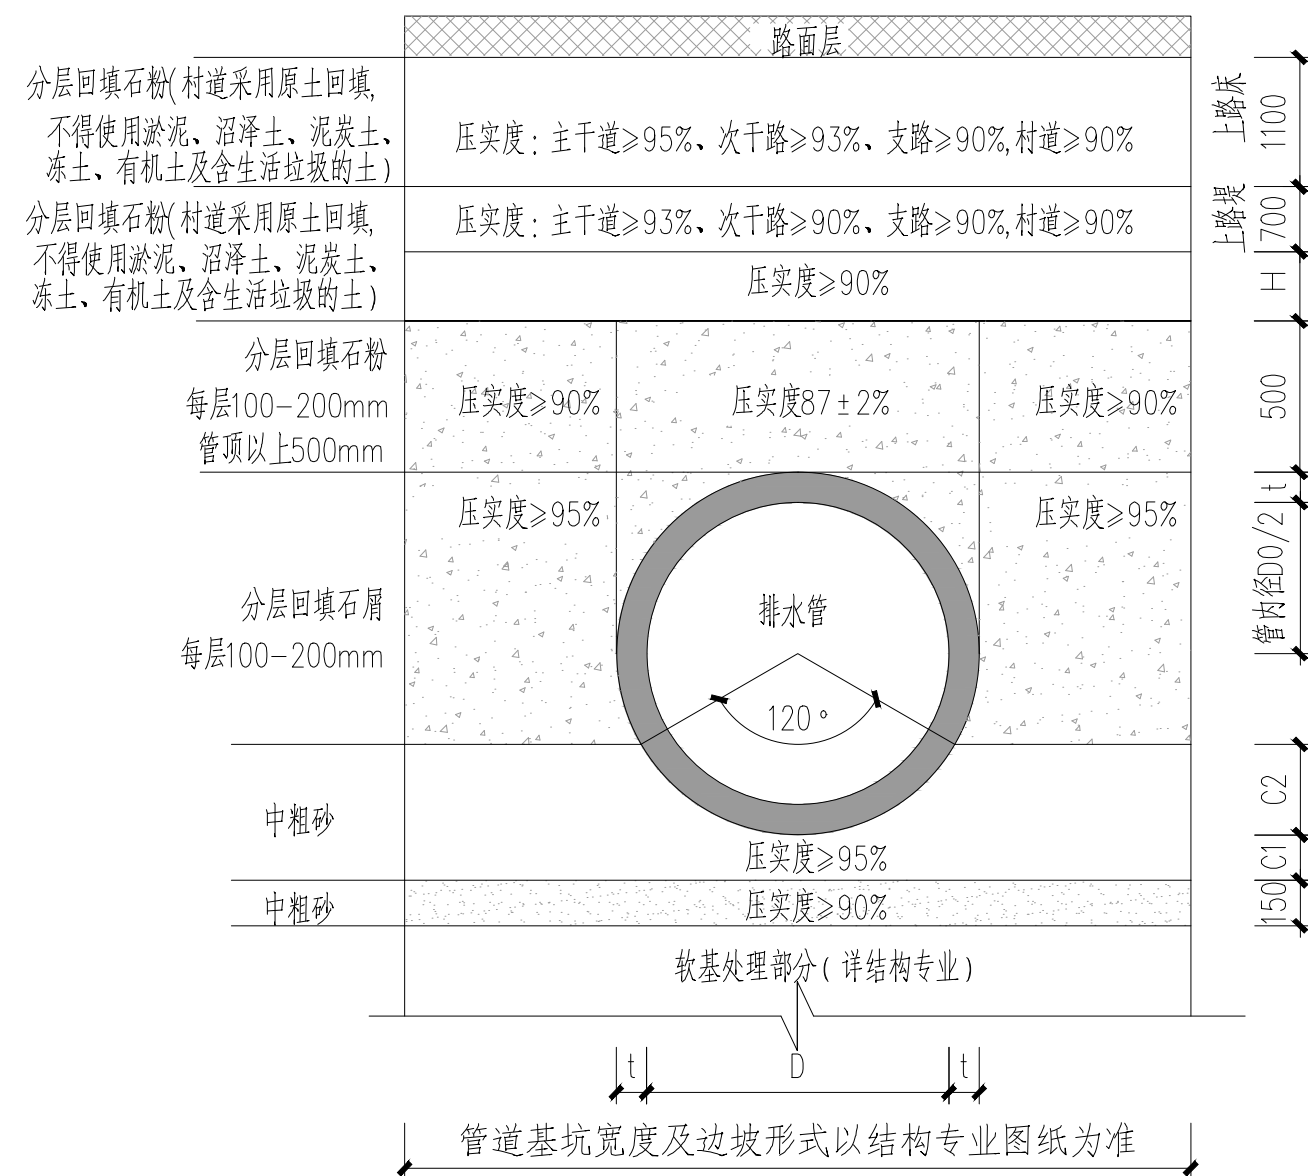 路面层
分层回填石粉(村道采用原土回填,
不得使用淤泥、沼泽土、泥炭土、
冻土、有机土及含生活垃圾的土)
压实度：主干道≥95%、次干路≥93%、支路≥90%,村道≥90%
上路床
1100
分层回填石粉(村道采用原土回填,
不得使用淤泥、沼泽土、泥炭土、
冻土、有机土及含生活垃圾的土)
压实度：主干道≥93%、次干路≥90%、支路≥90%,村道≥90%
上路堤
700
压实度≥90%
H
分层回填石粉
每层100-200mm
管顶以上500mm
压实度≥90%
压实度87±2%
压实度≥90%
500
压实度≥95%
压实度≥95%
t
管内径D0/2
分层回填石屑
每层100-200mm
排水管
120°
中粗砂
压实度≥95%
C2
C1
中粗砂
压实度≥90%
150
软基处理部分(详结构专业)
t
D
t
管道基坑宽度及边坡形式以结构专业图纸为准